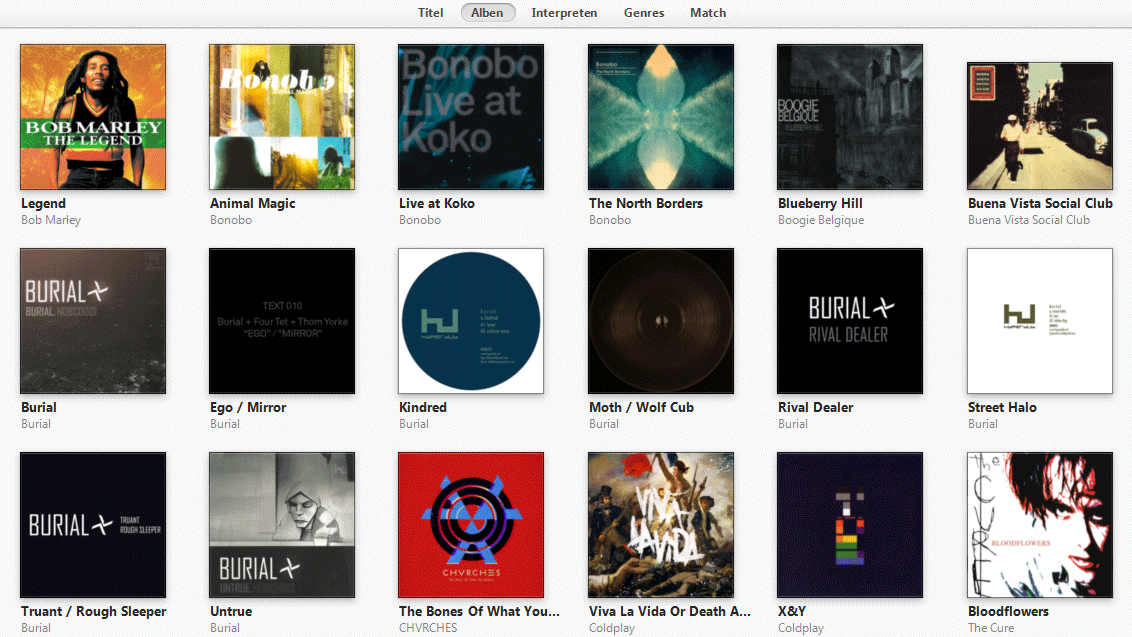 Titel Alben Interpreten Genres Match
BOB MARLEY
THE LEGEND
Bonobo
ANIMAL MAGIC
Bonobo
Live at
Koko
Bonobo
The North Borders
BOOGIE
BELGIQUE
BLUEBERRY HILL
Legend
Bob Marley
Animal Magic
Bonobo
Live at Koko
Bonobo
The North Borders
Bonobo
Blueberry Hill
Boogie Belgique
Buena Vista Social Club
Buena Vista Social Club
BURIAL
BURIAL.
TEXT 010
Burial + Four Tet + Thom Yorke
"EGO" / "MIRROR"
BURIAL
RIVAL DEALER
Burial
Burial
Ego / Mirror
Burial
Kindred
Burial
Moth / Wolf Cub
Burial
Rival Dealer
Burial
Street Halo
Burial
BURIAL
TRUANT
ROUGH SLEEPER
BURIAL
UNTRUE.
CHVRCHES
VIVA
LA VIDA
the
CURE
BLOODFLOWERS
Truant / Rough Sleeper
Burial
Untrue
Burial
The Bones Of What You...
CHVRCHES
Viva La Vida Or Death A...
Coldplay
X&Y
Coldplay
Bloodflowers
The Cure